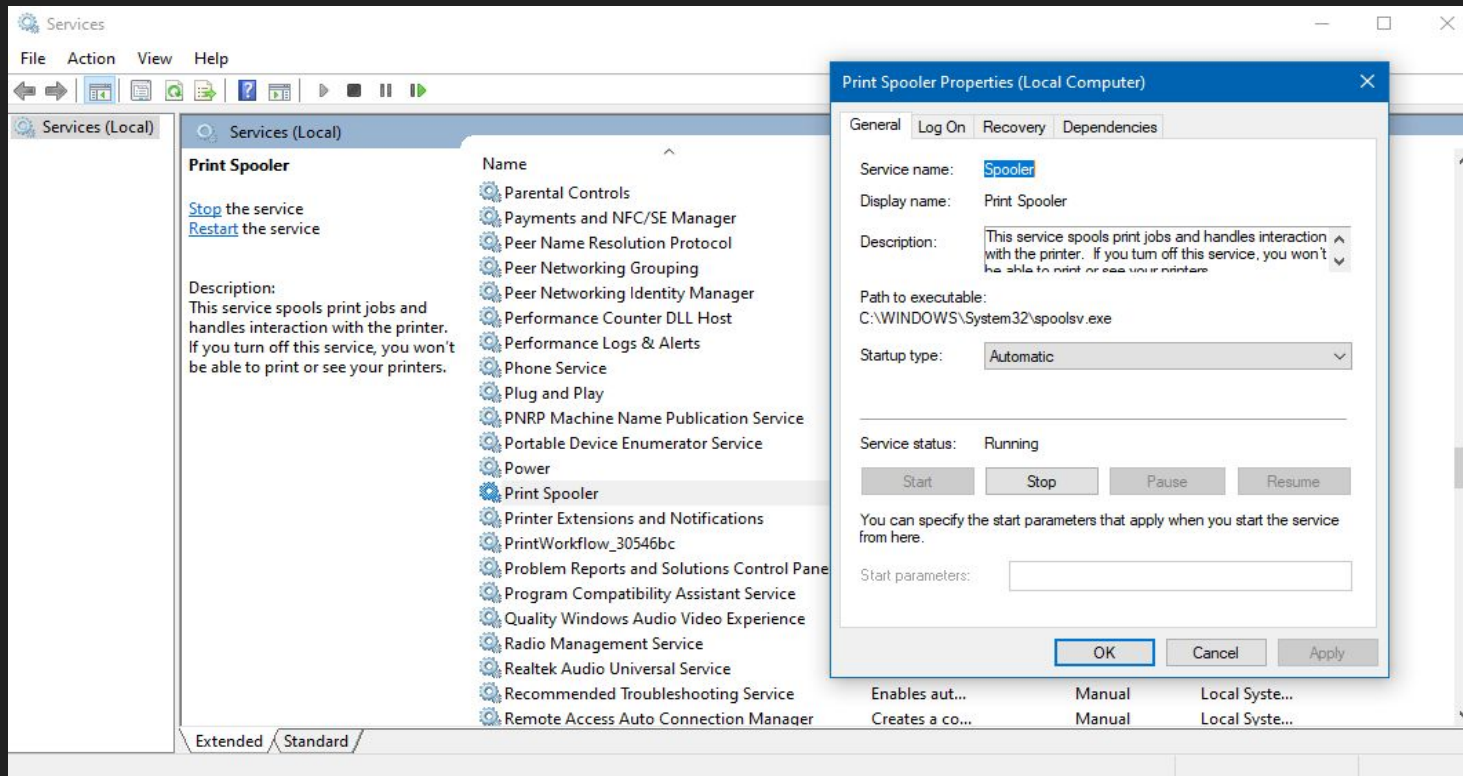 Services
File Action View Help
Services (Local)
Services (Local)
Print Spooler
Stop the service
Restart the service
Description:
This service spools print jobs and
handles interaction with the printer.
If you turn off this service, you won't
be able to print or see your printers.
Name
Parental Controls
Payments and NFC/SE Manager
Peer Name Resolution Protocol
Peer Networking Grouping
Peer Networking Identity Manager
Performance Counter DLL Host
Performance Logs & Alerts
Phone Service
Plug and Play
PNRP Machine Name Publication Service
Portable Device Enumerator Service
Power
Print Spooler
Printer Extensions and Notifications
PrintWorkflow_30546bc
Problem Reports and Solutions Control Pane
Program Compatibility Assistant Service
Quality Windows Audio Video Experience
Radio Management Service
Realtek Audio Universal Service
Recommended Troubleshooting Service Enables aut... Manual Local Syste...
Remote Access Auto Connection Manager Creates a co... Manual Local Syste...
Extended Standard
Print Spooler Properties (Local Computer)
General Log On Recovery Dependencies
Service name: Spooler
Display name: Print Spooler
Description: This service spools print jobs and handles interaction
with the printer. If you turn off this service, you won't
be able to print or see your printers
Path to executable:
C:\WINDOWS\System32\spoolsv.exe
Startup type: Automatic
Service status: Running
Start Stop Pause Resume
You can specify the start parameters that apply when you start the service
from here.
Start parameters:
OK Cancel Apply